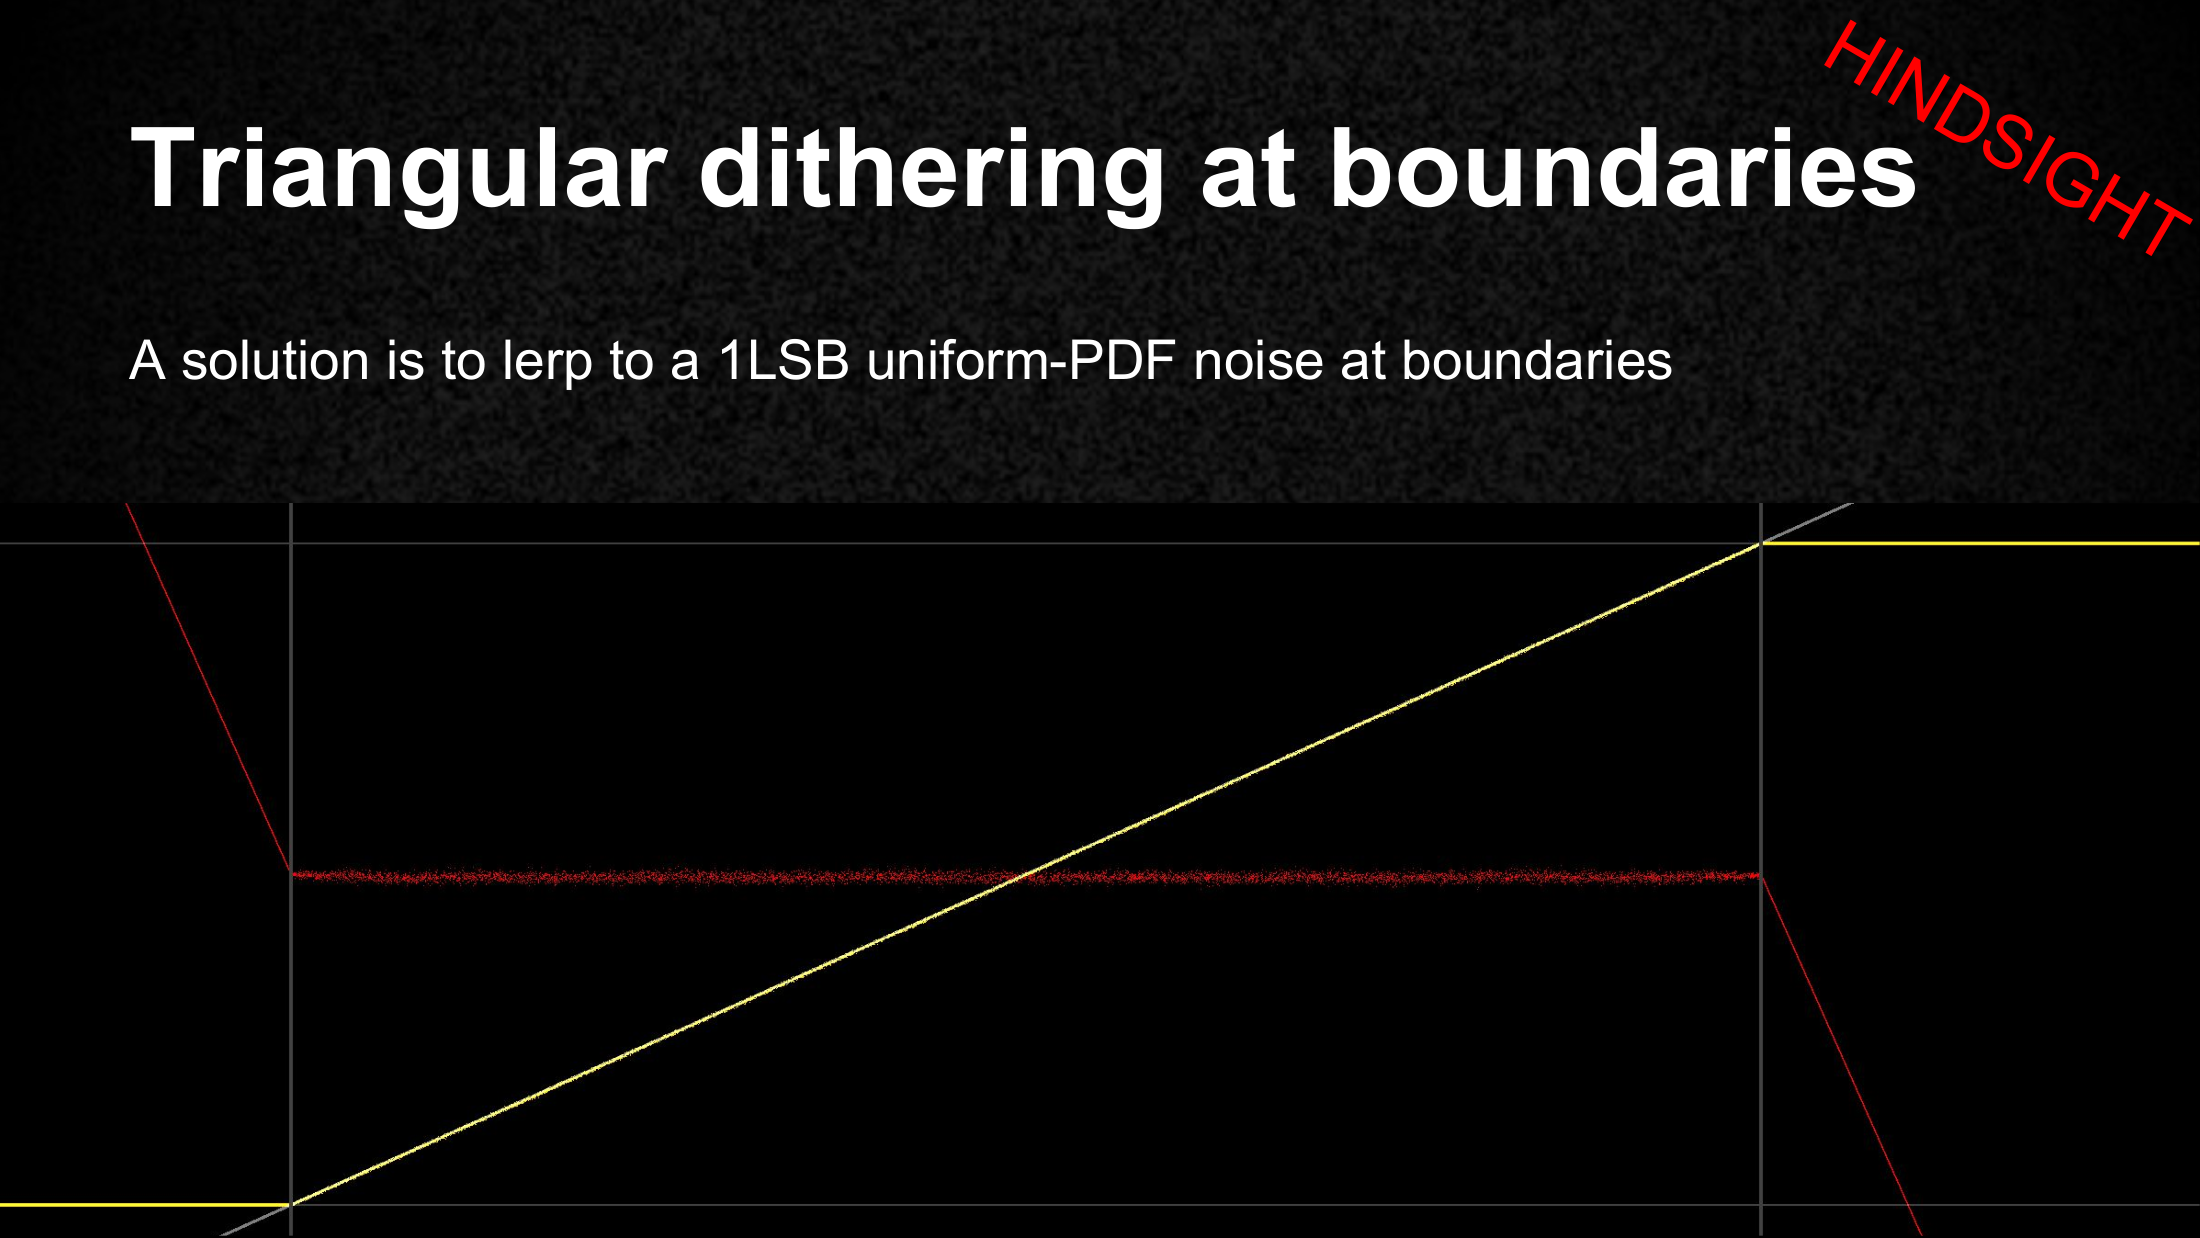 HINDSIGHT
Triangular dithering at boundaries
A solution is to lerp to a 1LSB uniform-PDF noise at boundaries